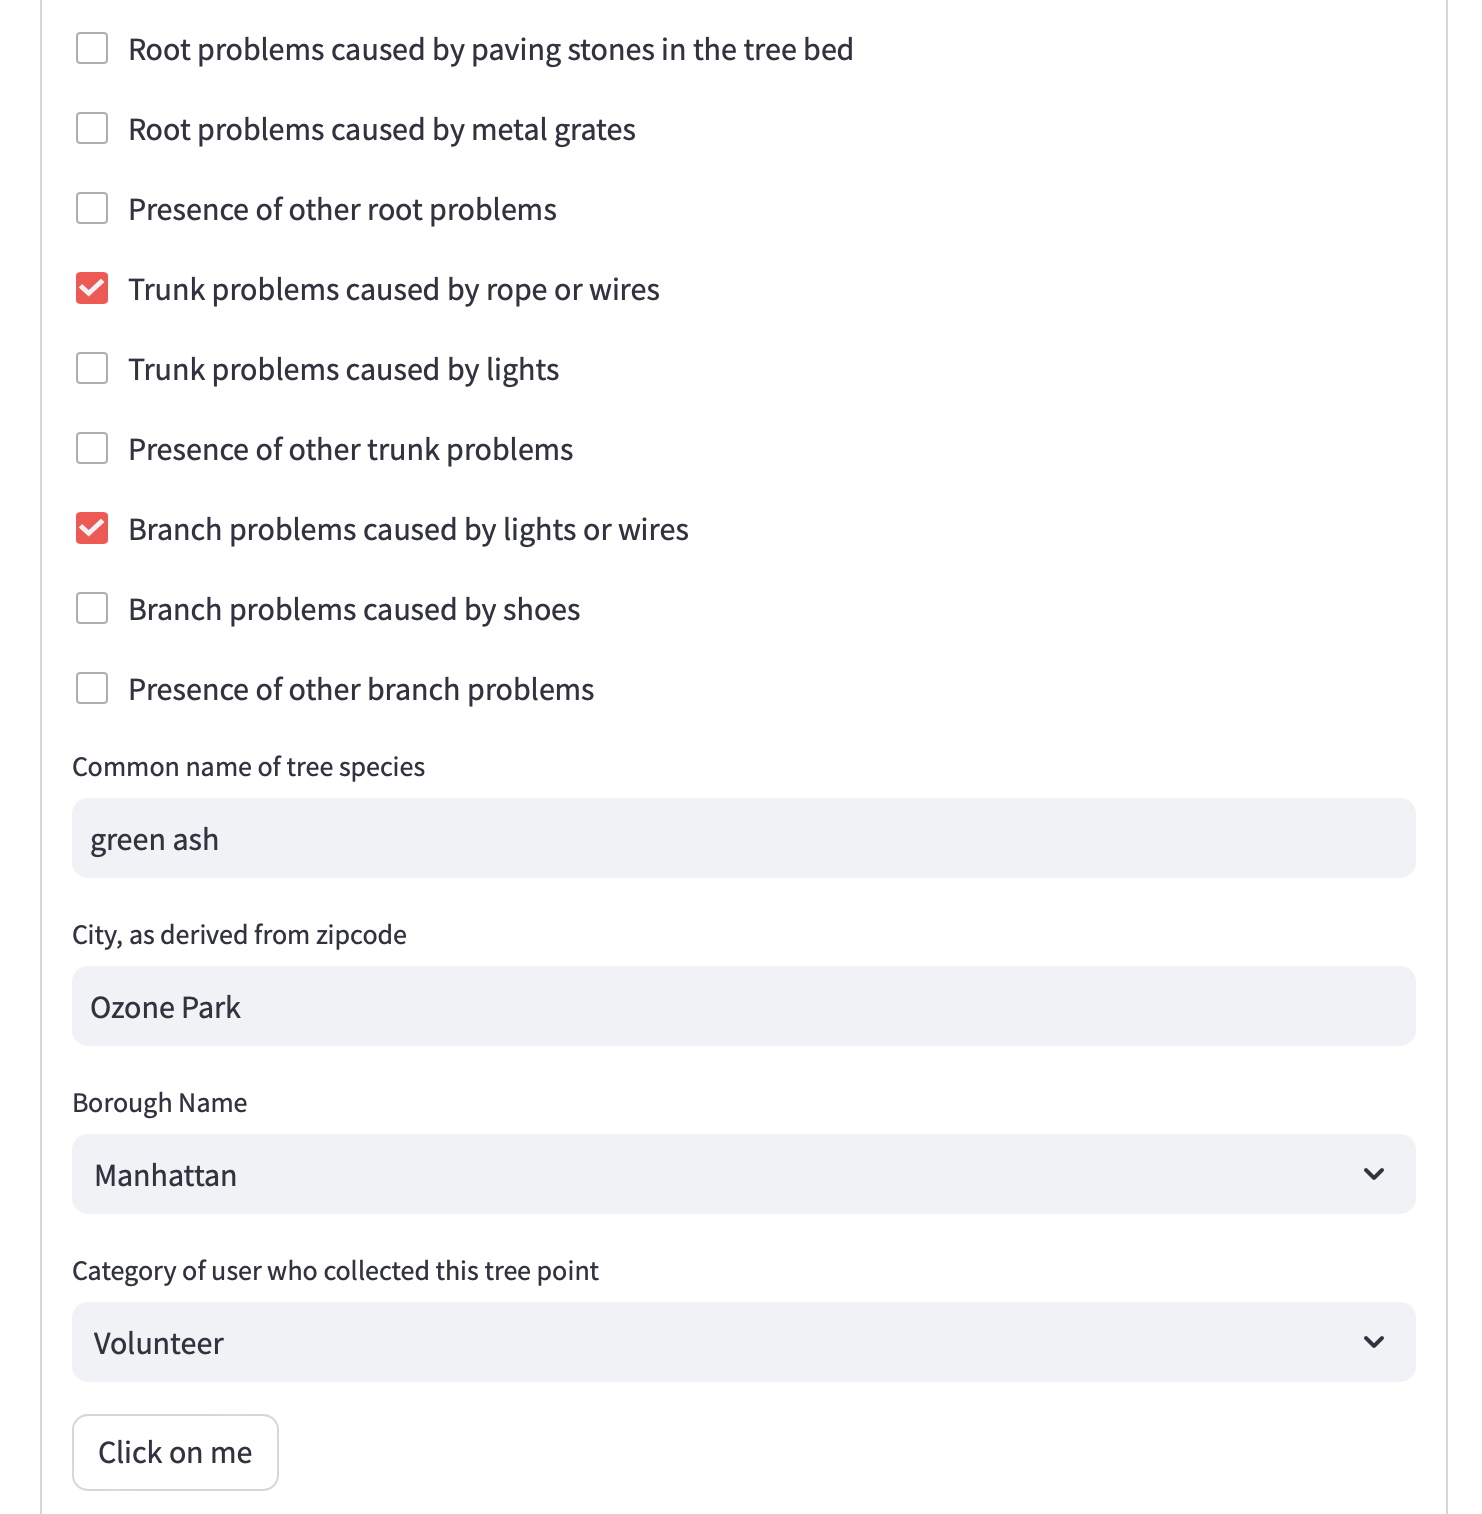 Root problems caused by paving stones in the tree bed
Root problems caused by metal grates
Presence of other root problems
Trunk problems caused by rope or wires
Trunk problems caused by lights
Presence of other trunk problems
Branch problems caused by lights or wires
Branch problems caused by shoes
Presence of other branch problems
Common name of tree species
green ash
City, as derived from zipcode
Ozone Park
Borough Name
Manhattan
Category of user who collected this tree point
Volunteer
Click on me